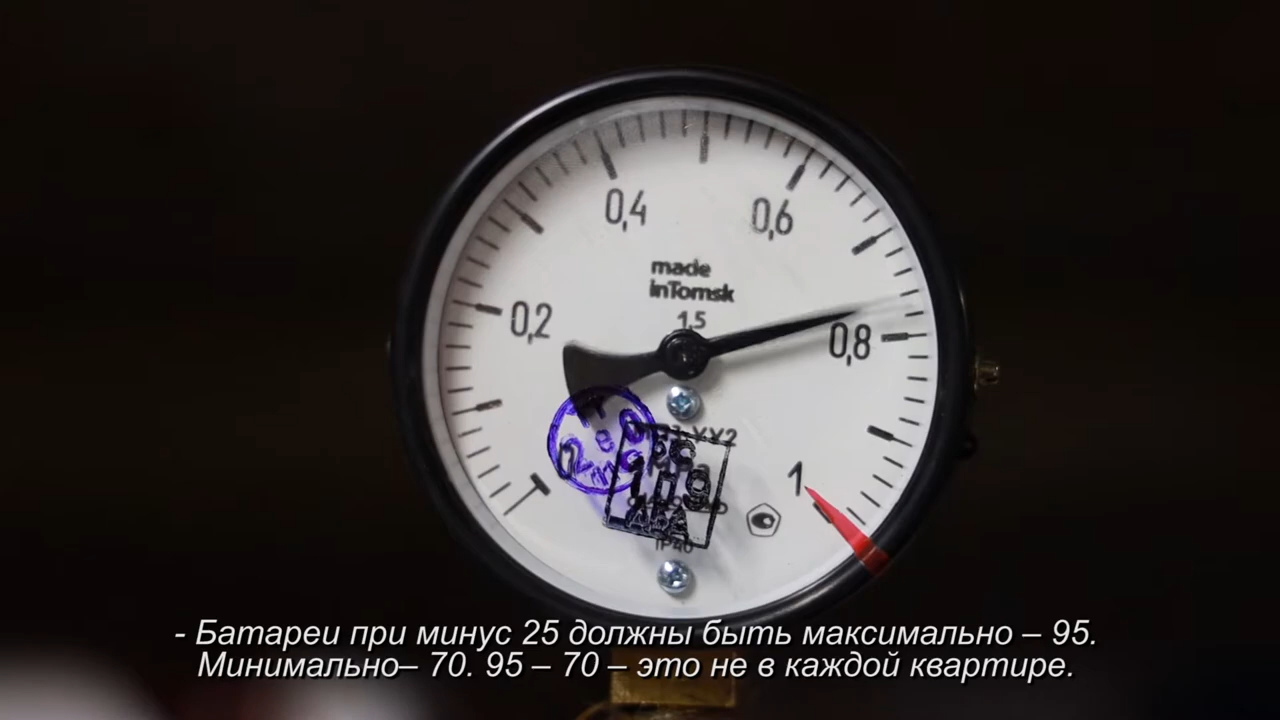 0,4
0,6
made
inTomsk
1,5
0,2
0,8
1
IP40
- Батареи при минус 25 должны быть максимально – 95.
Минимально– 70. 95 – 70 – это не в каждой квартире.